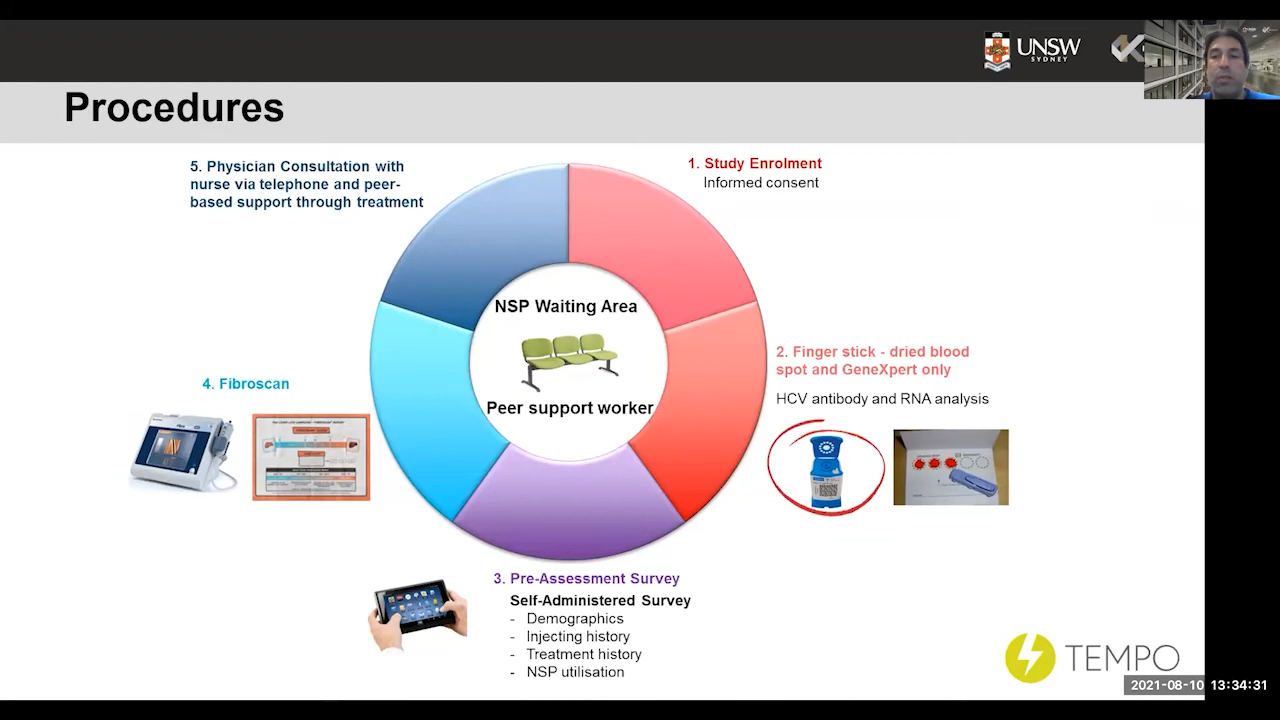 UNSW
SYDNEY
Procedures
5. Physician Consultation with
nurse via telephone and peer-
based support through treatment
1. Study Enrolment
Informed consent
NSP Waiting Area
Peer support worker
2. Finger stick - dried blood
spot and GeneXpert only
HCV antibody and RNA analysis
4. Fibroscan
3. Pre-Assessment Survey
Self-Administered Survey
- Demographics
- Injecting history
- Treatment history
- NSP utilisation
TEMPO
2021-08-10 13:34:31